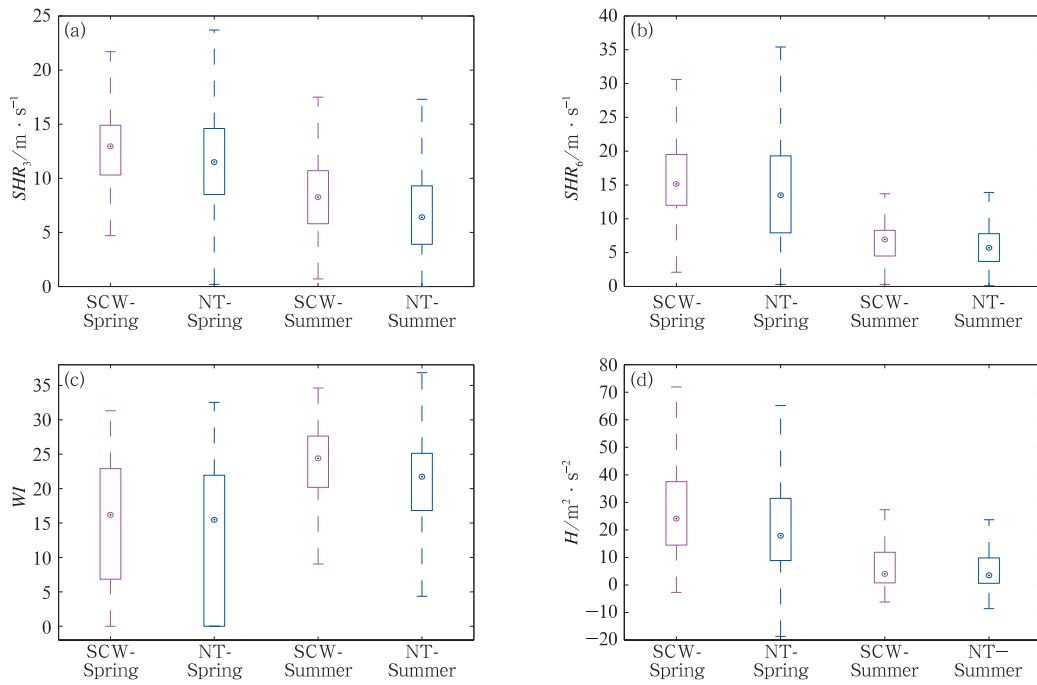 (a)
SHR₃/m · s⁻¹
25
20
15
10
5
0
SCW-Spring
NT-Spring
SCW-Summer
NT-Summer
(b)
SHR₆/m · s⁻¹
40
35
30
25
20
15
10
5
0
SCW-Spring
NT-Spring
SCW-Summer
NT-Summer
(c)
WI
35
30
25
20
15
10
5
0
SCW-Spring
NT-Spring
SCW-Summer
NT-Summer
(d)
H/m² · s⁻²
80
70
60
50
40
30
20
10
0
−10
−20
SCW-Spring
NT-Spring
SCW-Summer
NT−Summer